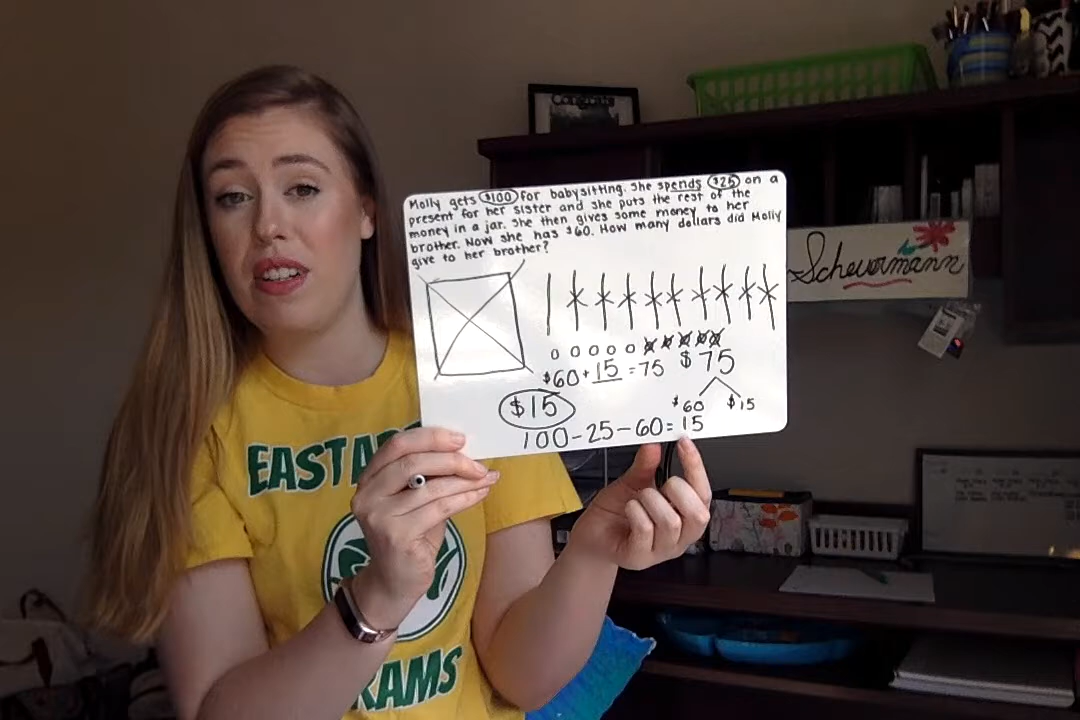 Congrats
Molly gets $100 for babysitting. She spends $25 on a
present for her sister and she puts the rest of the
money in a jar. She then gives some money to her
brother. Now she has $60. How many dollars did Molly
give to her brother?
Scheuermann
$60 + 15 = 75
$75
$60 $15
$15
100-25-60=15
EASTA
RAMS